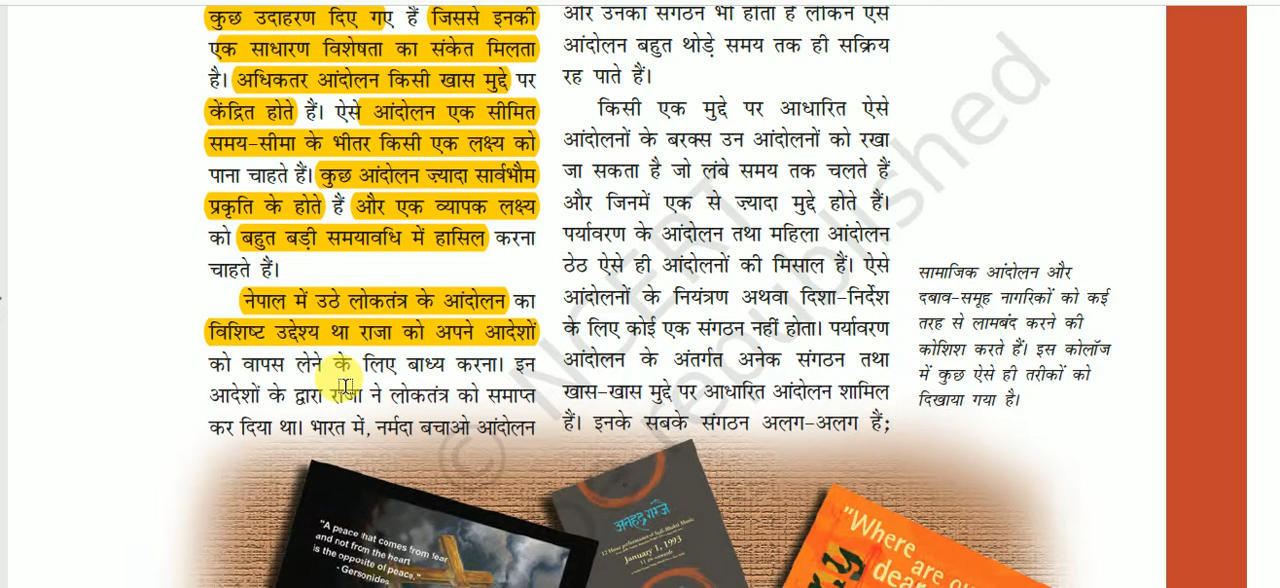 कुछ उदाहरण दिए गए हैं जिससे इनकी
एक साधारण विशेषता का संकेत मिलता
है। अधिकतर आंदोलन किसी खास मुद्दे पर
केंद्रित होते हैं। ऐसे आंदोलन एक सीमित
समय-सीमा के भीतर किसी एक लक्ष्य को
पाना चाहते हैं। कुछ आंदोलन ज्यादा सार्वभौम
प्रकृति के होते हैं और एक व्यापक लक्ष्य
को बहुत बड़ी समयावधि में हासिल करना
चाहते हैं।
नेपाल में उठे लोकतंत्र के आंदोलन का
विशिष्ट उद्देश्य था राजा को अपने आदेशों
को वापस लेने के लिए बाध्य करना। इन
आदेशों के द्वारा राजा ने लोकतंत्र को समाप्त
कर दिया था। भारत में, नर्मदा बचाओ आंदोलन
और उनका संगठन भी होता है लेकिन ऐसे
आंदोलन बहुत थोड़े समय तक ही सक्रिय
रह पाते हैं।
किसी एक मुद्दे पर आधारित ऐसे
आंदोलनों के बरक्स उन आंदोलनों को रखा
जा सकता है जो लंबे समय तक चलते हैं
और जिनमें एक से ज़्यादा मुद्दे होते हैं।
पर्यावरण के आंदोलन तथा महिला आंदोलन
ठेठ ऐसे ही आंदोलनों की मिसाल हैं। ऐसे
आंदोलनों के नियंत्रण अथवा दिशा-निर्देश
के लिए कोई एक संगठन नहीं होता। पर्यावरण
आंदोलन के अंतर्गत अनेक संगठन तथा
खास-खास मुद्दे पर आधारित आंदोलन शामिल
हैं। इनके सबके संगठन अलग-अलग हैं;
सामाजिक आंदोलन और
दबाव-समूह नागरिकों को कई
तरह से लामबंद करने की
कोशिश करते हैं। इस कोलॉज
में कुछ ऐसे ही तरीकों को
दिखाया गया है।
© NCERT
republished
"A peace that comes from fear
and not from the heart
is the opposite of peace."
- Gersonides
अनहद गरजै
January 1, 1993
"Where are ou
dear